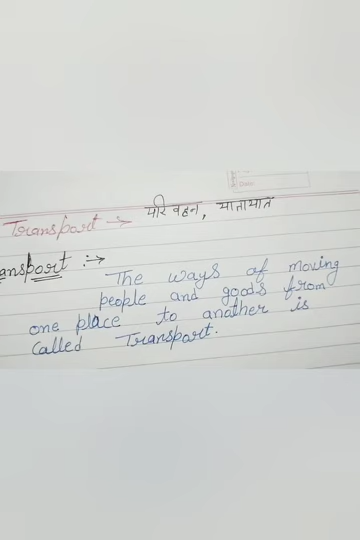 Transport → परिवहन, यातायात
ansport :→
The ways of moving
people and goods from
one place to another is
called Transport.